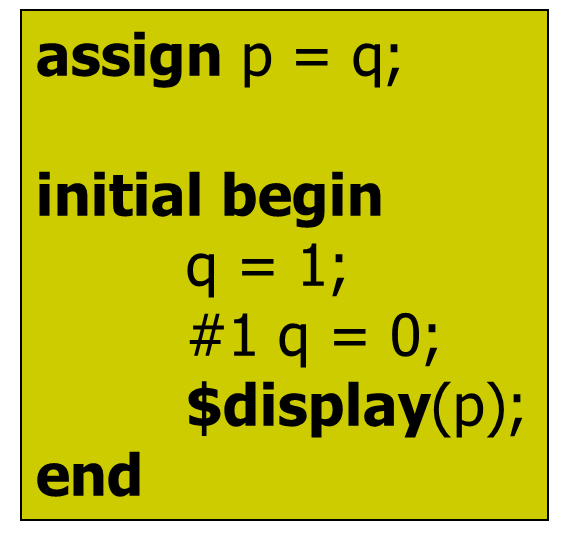 assign p = q;
initial begin
q = 1;
#1 q = 0;
$display(p);
end